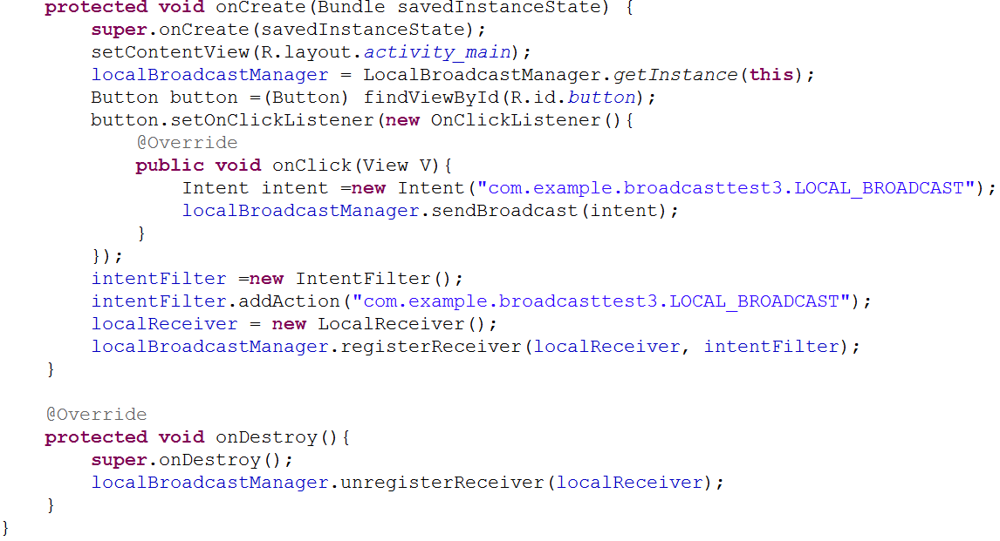 protected void onCreate(Bundle savedInstanceState) {
super.onCreate(savedInstanceState);
setContentView(R.layout.activity_main);
localBroadcastManager = LocalBroadcastManager.getInstance(this);
Button button =(Button) findViewById(R.id.button);
button.setOnClickListener(new OnClickListener(){
@Override
public void onClick(View V){
Intent intent =new Intent("com.example.broadcasttest3.LOCAL_BROADCAST");
localBroadcastManager.sendBroadcast(intent);
}
});
intentFilter =new IntentFilter();
intentFilter.addAction("com.example.broadcasttest3.LOCAL_BROADCAST");
localReceiver = new LocalReceiver();
localBroadcastManager.registerReceiver(localReceiver, intentFilter);
}
@Override
protected void onDestroy(){
super.onDestroy();
localBroadcastManager.unregisterReceiver(localReceiver);
}
}